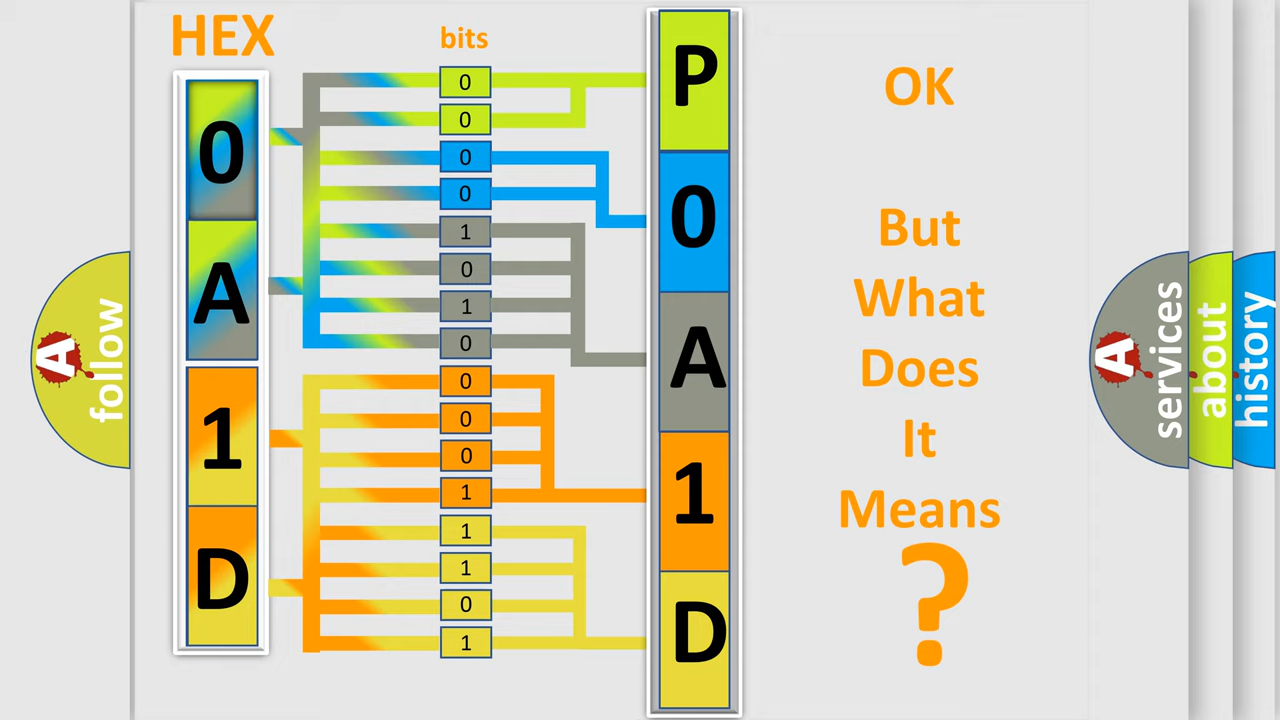 HEX
bits
0
A
1
D
0
0
0
0
1
0
1
0
0
0
0
1
1
1
0
1
P
0
A
1
D
OK
But
What
Does
It
Means
?
A
follow
A
services
about
history